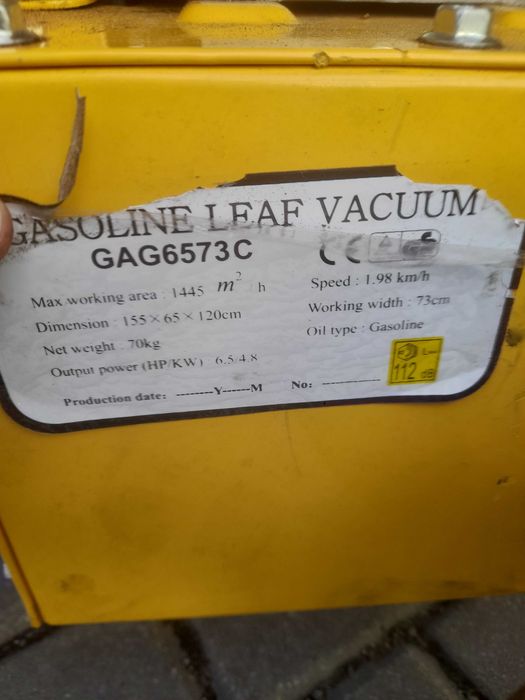 GASOLINE LEAF VACUUM
GAG6573C
CE GS
Max working area : 1445 m² h
Speed : 1.98 km/h
Dimension : 155×65×120cm
Working width : 73cm
Net weight : 70kg
Oil type : Gasoline
Output power (HP/KW) 6.5/4.8
112 dB
Production date: --------Y------M No: -----------